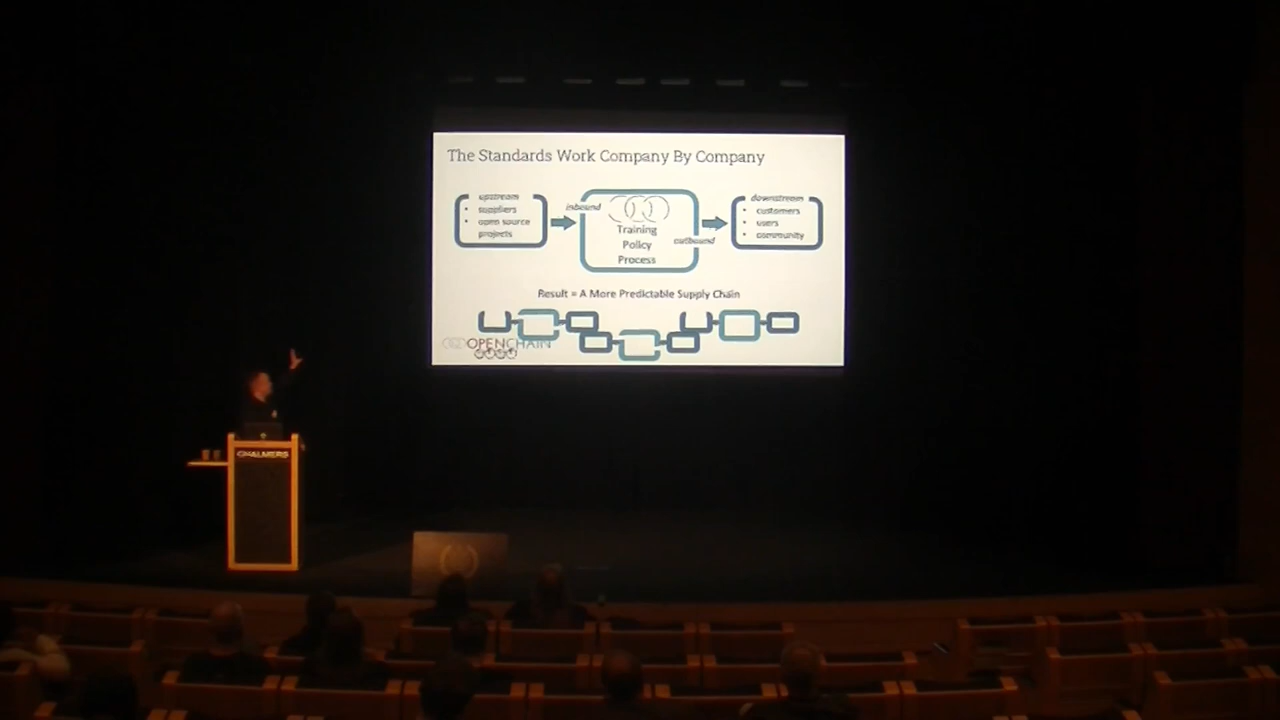 The Standards Work Company By Company
upstream
• suppliers
• open source
projects
inbound
Training
Policy
Process
outbound
downstream
• customers
• users
• community
Result = A More Predictable Supply Chain
OPENCHAIN
CHALMERS